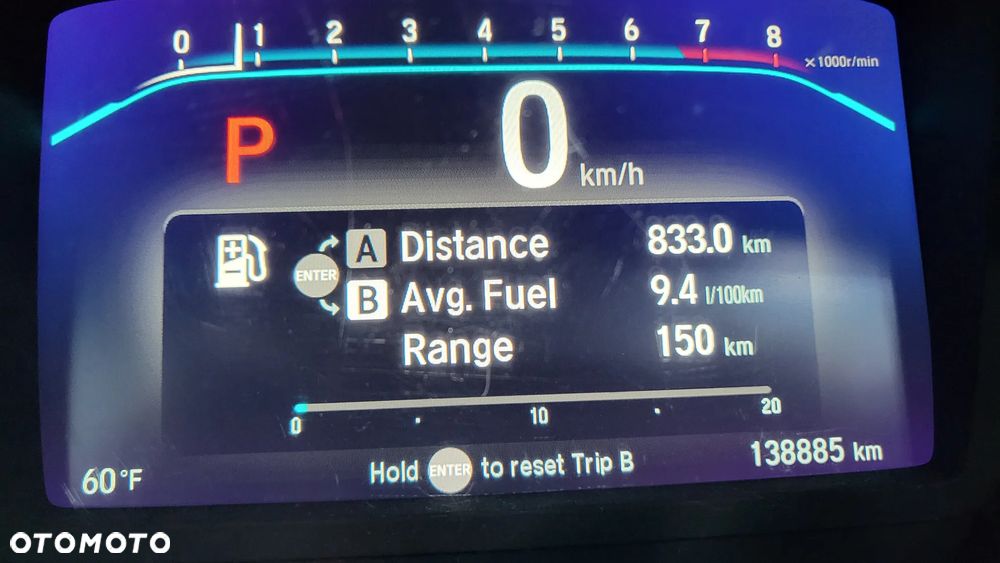 0 1 2 3 4 5 6 7 8
×1000r/min
P 0 km/h
A Distance 833.0 km
ENTER
B Avg. Fuel 9.4 l/100km
Range 150 km
0 10 20
Hold ENTER to reset Trip B
60°F 138885 km
OTOMOTO